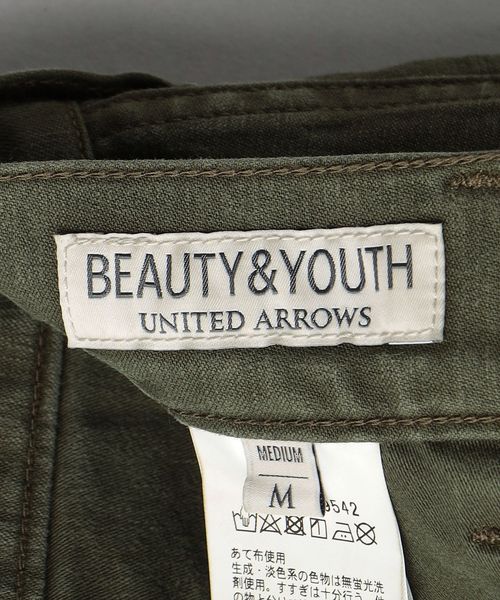 BEAUTY&YOUTH
UNITED ARROWS
MEDIUM
M
9542
あて布使用
生成・淡色系の色物は無蛍光洗
剤使用。すすぎは十分行う。